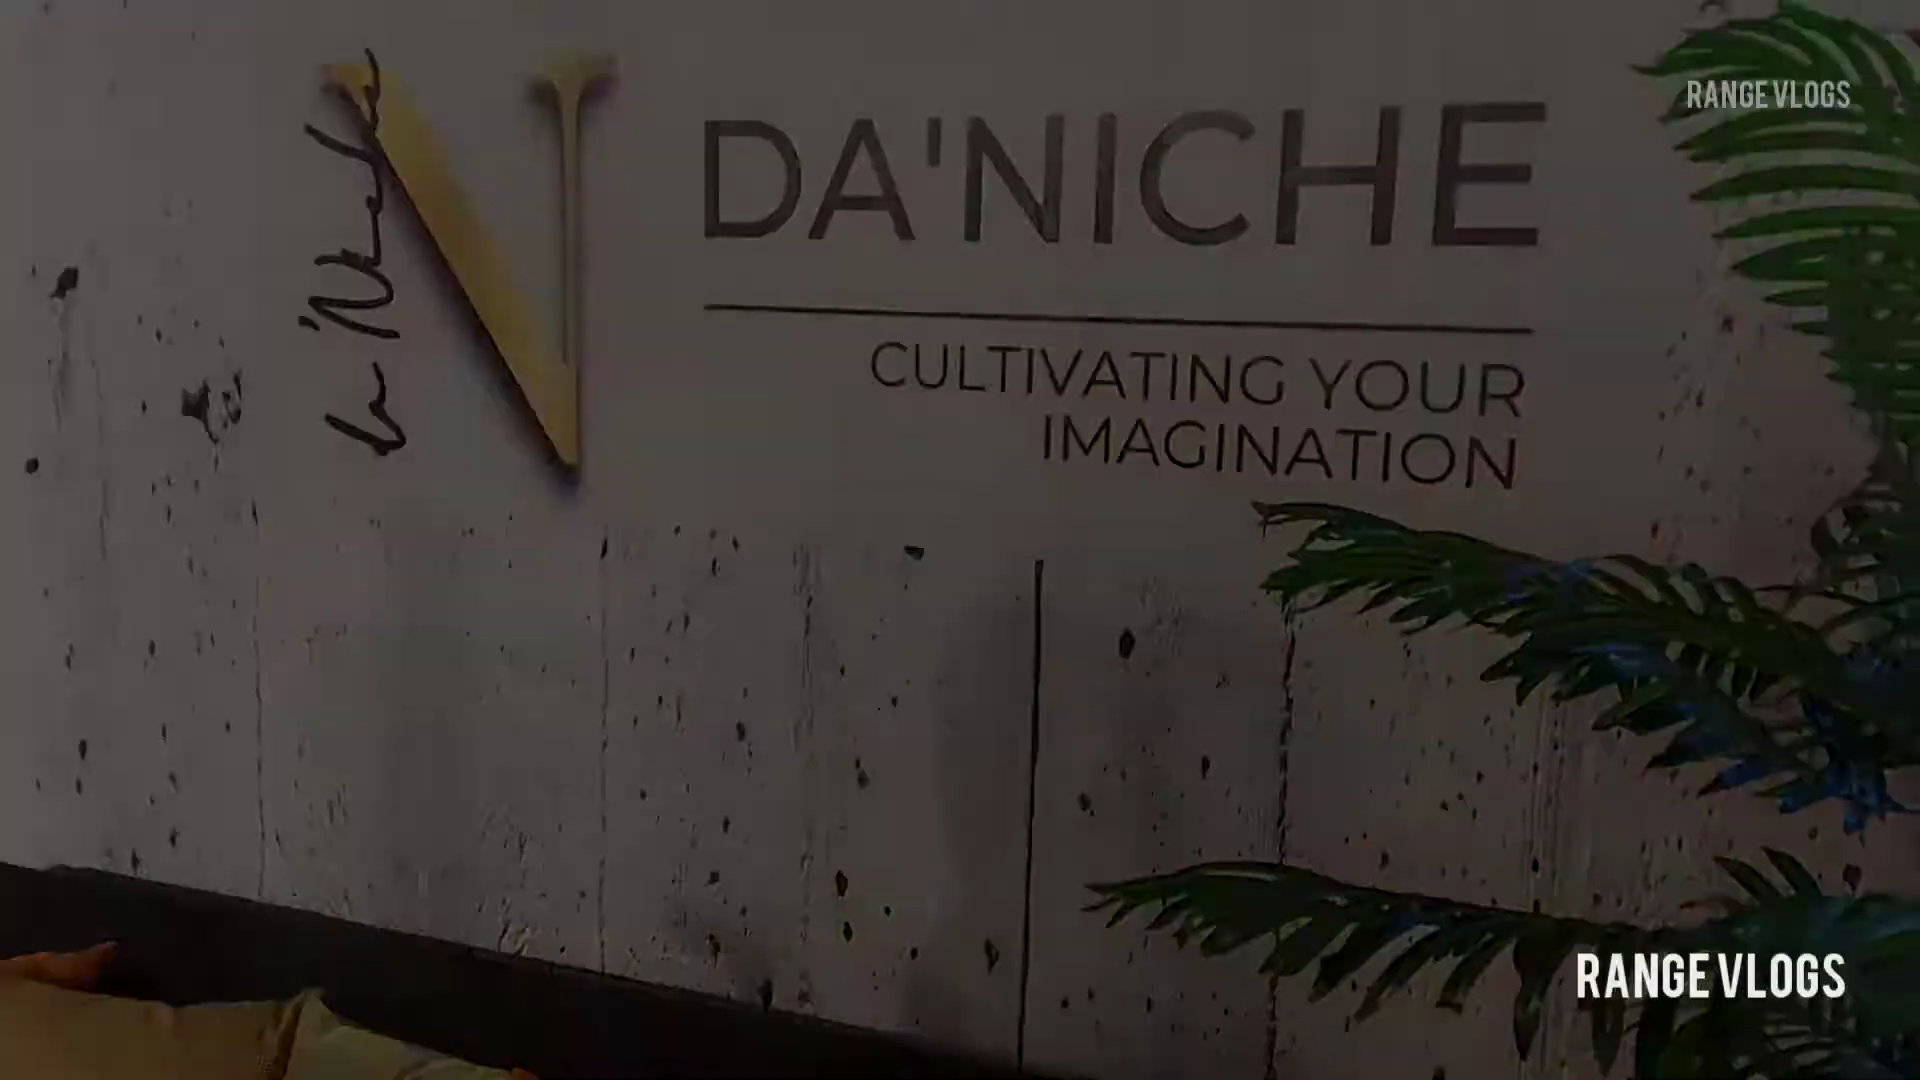 RANGE VLOGS
N
DA'NICHE
CULTIVATING YOUR
IMAGINATION
RANGE VLOGS